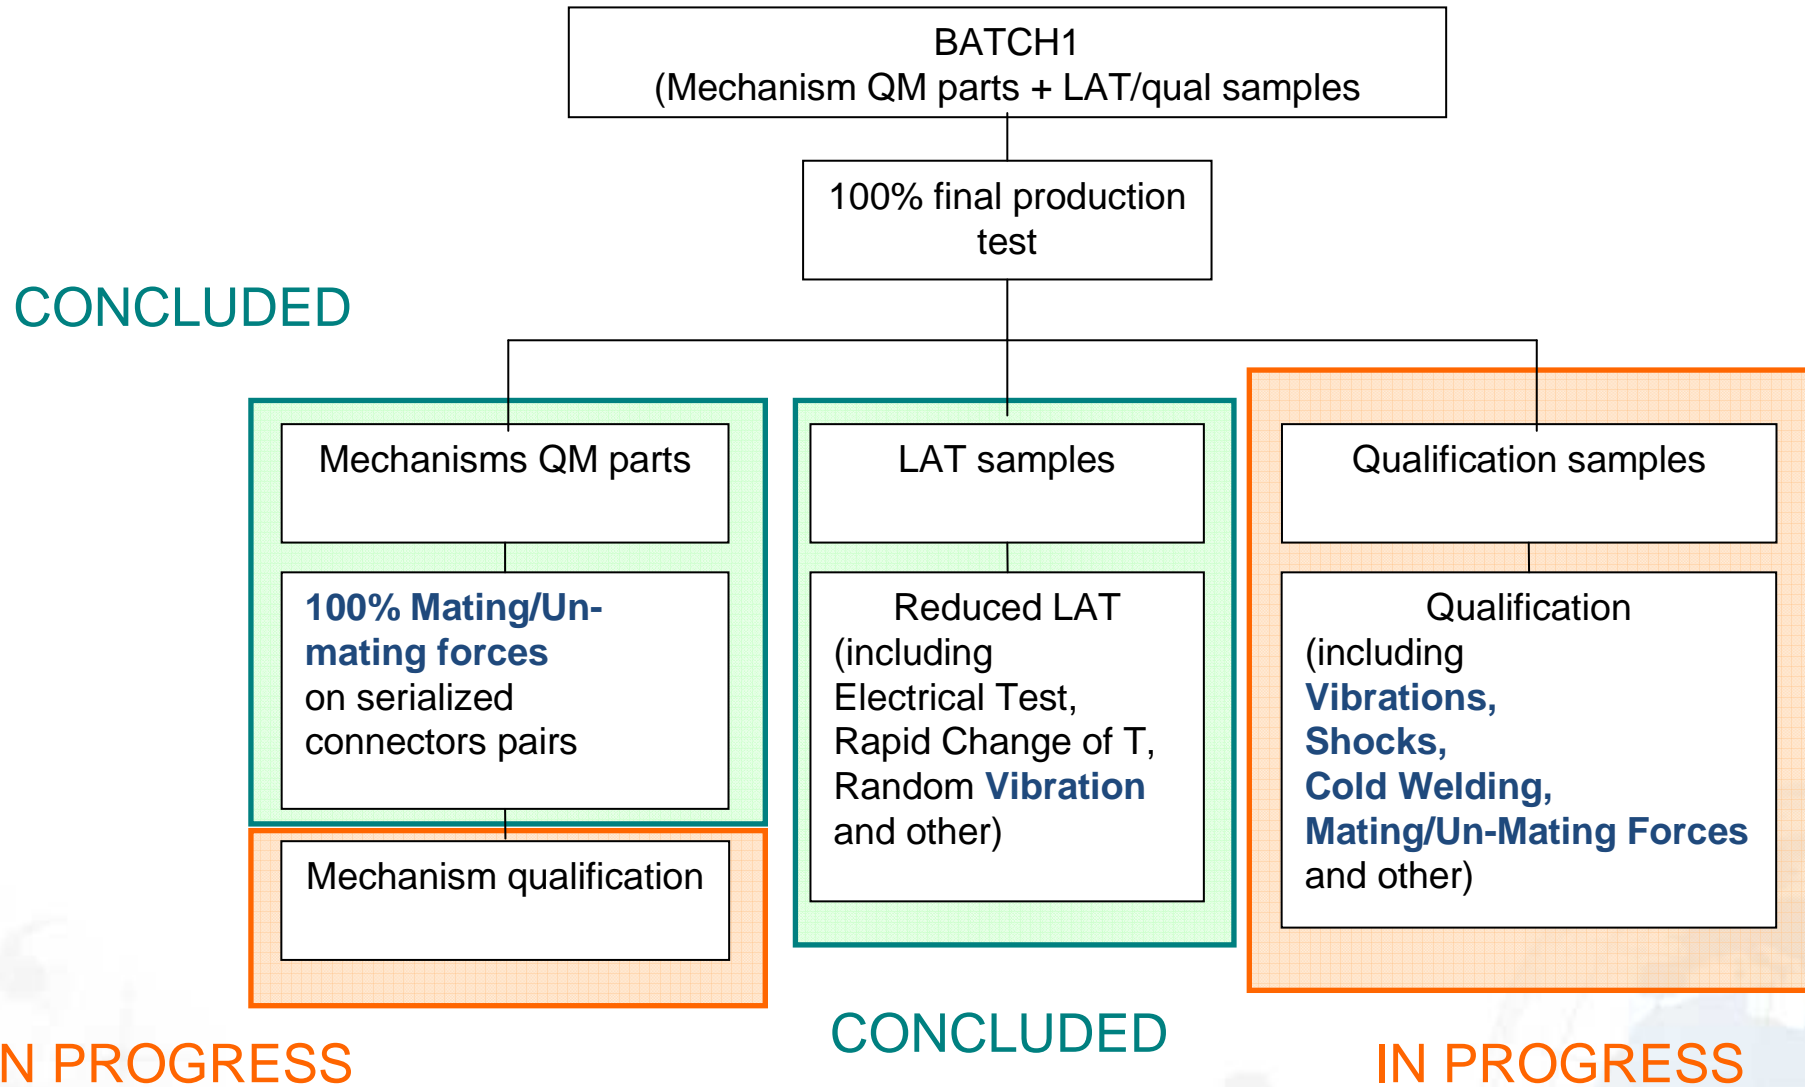 BATCH1
(Mechanism QM parts + LAT/qual samples
100% final production
test
CONCLUDED
Mechanisms QM parts
100% Mating/Un-
mating forces
on serialized
connectors pairs
Mechanism qualification
LAT samples
Reduced LAT
(including
Electrical Test,
Rapid Change of T,
Random Vibration
and other)
Qualification samples
Qualification
(including
Vibrations,
Shocks,
Cold Welding,
Mating/Un-Mating Forces
and other)
N PROGRESS
CONCLUDED
IN PROGRESS